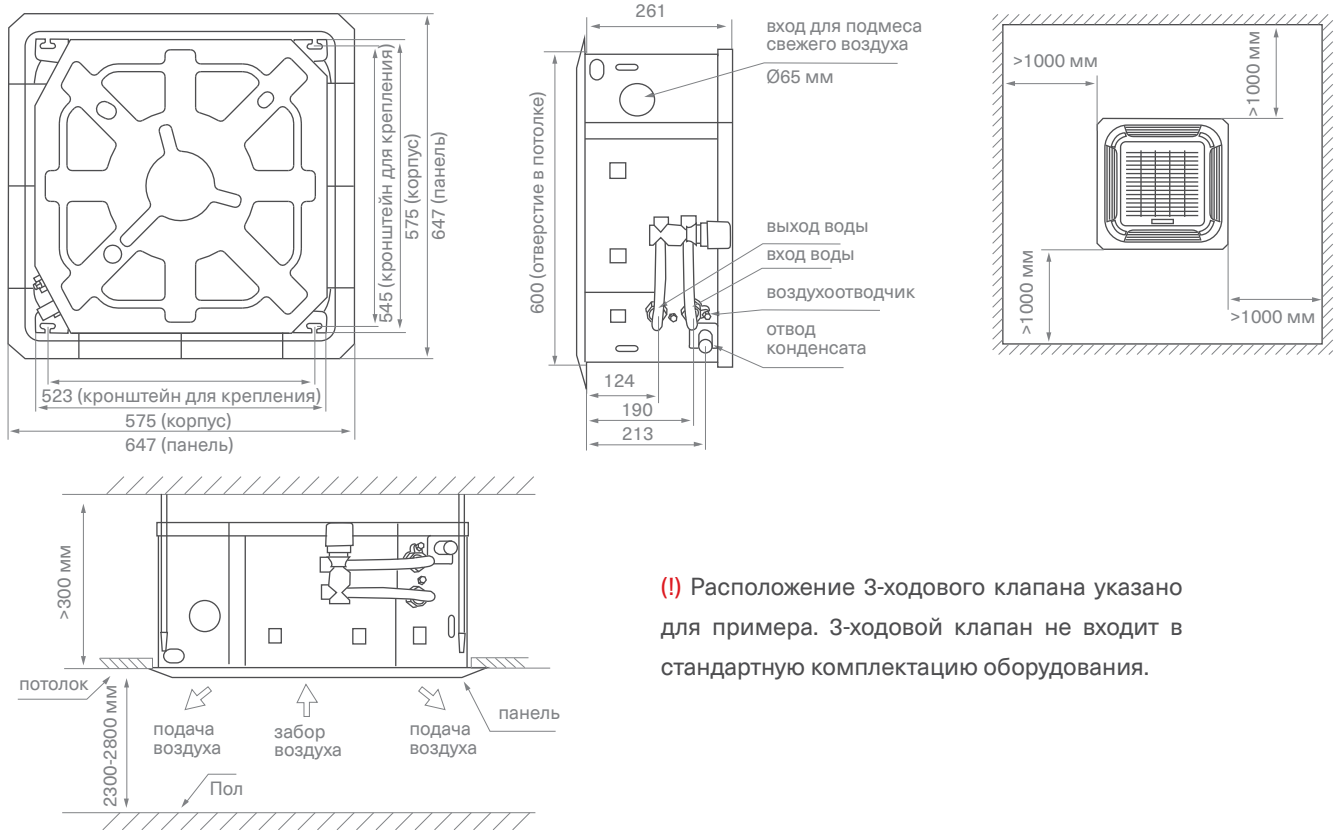 545 (кронштейн для крепления)
575 (корпус)
647 (панель)
523 (кронштейн для крепления)
575 (корпус)
647 (панель)
261
600 (отверстие в потолке)
вход для подмеса
свежего воздуха
Ø65 мм
выход воды
вход воды
воздухоотводчик
отвод
конденсата
124
190
213
>1000 мм
>1000 мм
>1000 мм
>1000 мм
>300 мм
потолок
2300-2800 мм
подача
воздуха
забор
воздуха
подача
воздуха
панель
Пол
(!) Расположение 3-ходового клапана указано
для примера. 3-ходовой клапан не входит в
стандартную комплектацию оборудования.